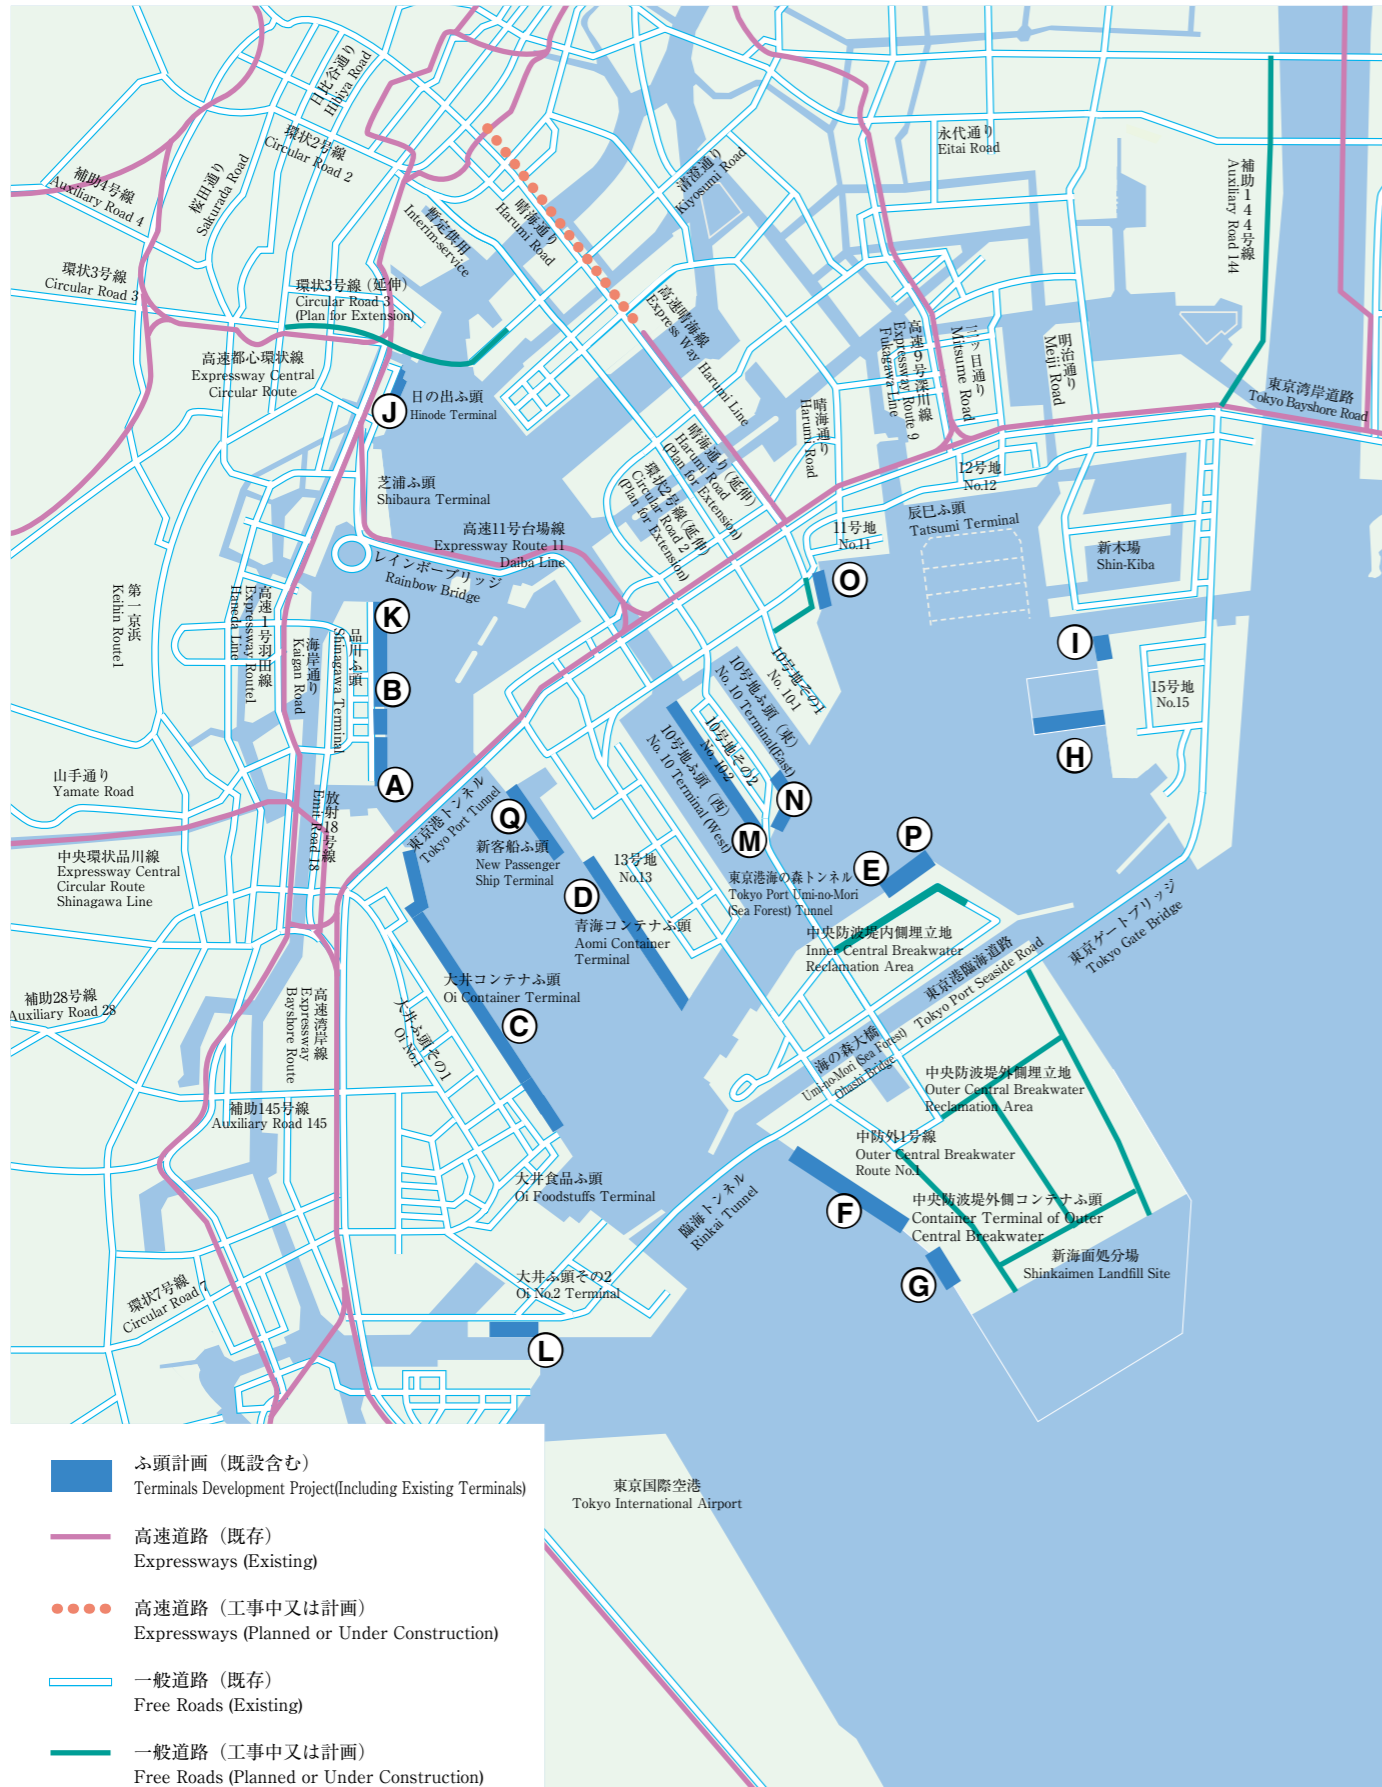 日比谷通り
Hibiya Road
環状2号線
Circular Road 2
補助4号線
Auxiliary Road 4
桜田通り
Sakurada Road
環状3号線
Circular Road 3
暫定供用
Interim-service
晴海通り
Harumi Road
清澄通り
Kiyosumi Road
永代通り
Eitai Road
補助144号線
Auxiliary Road 144
環状3号線(延伸)
Circular Road 3
(Plan for Extension)
高速都心環状線
Expressway Central
Circular Route
日の出ふ頭
Hinode Terminal
J
高速晴海線
Express Way Harumi Line
晴海通り
Harumi Road
高速9号深川線
Expressway Route 9
Fukagawa Line
三ツ目通り
Mitsume Road
明治通り
Meiji Road
東京湾岸道路
Tokyo Bayshore Road
芝浦ふ頭
Shibaura Terminal
高速11号台場線
Expressway Route 11
Daiba Line
レインボーブリッジ
Rainbow Bridge
晴海通り(延伸)
Harumi Road
(Plan for Extension)
環状2号線(延伸)
Circular Road 2
(Plan for Extension)
11号地
No.11
12号地
No.12
辰巳ふ頭
Tatsumi Terminal
新木場
Shin-Kiba
O
I
15号地
No.15
H
第一京浜
Keihin Route1
高速1号羽田線
Expressway Route1
Haneda Line
海岸通り
Kaigan Road
品川ふ頭
Shinagawa Terminal
K
B
A
10号地その1
No. 10-1
10号地ふ頭(東)
No. 10 Terminal(East)
10号地その2
No. 10-2
10号地ふ頭(西)
No. 10 Terminal (West)
N
M
山手通り
Yamate Road
放射18号線
Emit Road 18
東京港トンネル
Tokyo Port Tunnel
Q
新客船ふ頭
New Passenger
Ship Terminal
13号地
No.13
D
青海コンテナふ頭
Aomi Container
Terminal
P
E
東京港海の森トンネル
Tokyo Port Umi-no-Mori
(Sea Forest) Tunnel
中央環状品川線
Expressway Central
Circular Route
Shinagawa Line
中央防波堤内側埋立地
Inner Central Breakwater
Reclamation Area
東京港臨海道路
Tokyo Port Seaside Road
東京ゲートブリッジ
Tokyo Gate Bridge
大井コンテナふ頭
Oi Container Terminal
C
補助28号線
Auxiliary Road 28
高速湾岸線
Expressway
Bayshore Route
大井ふ頭その1
Oi No.1
海の森大橋
Umi-no-Mori (Sea Forest)
Ohashi Bridge
中央防波堤外側埋立地
Outer Central Breakwater
Reclamation Area
補助145号線
Auxiliary Road 145
中防外1号線
Outer Central Breakwater
Route No.1
大井食品ふ頭
Oi Foodstuffs Terminal
臨海トンネル
Rinkai Tunnel
F
中央防波堤外側コンテナふ頭
Container Terminal of Outer
Central Breakwater
G
新海面処分場
Shinkaimen Landfill Site
環状7号線
Circular Road 7
大井ふ頭その2
Oi No.2 Terminal
L
東京国際空港
Tokyo International Airport
ふ頭計画(既設含む)
Terminals Development Project(Including Existing Terminals)
高速道路(既存)
Expressways (Existing)
高速道路(工事中又は計画)
Expressways (Planned or Under Construction)
一般道路(既存)
Free Roads (Existing)
一般道路(工事中又は計画)
Free Roads (Planned or Under Construction)